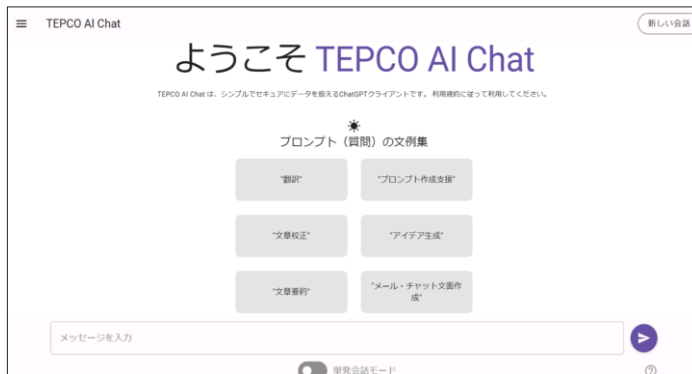 TEPCO AI Chat
新しい会話
ようこそ TEPCO AI Chat
TEPCO AI Chat は、シンプルでセキュアにデータを扱えるChatGPTクライアントです。 利用規約に従って利用してください。
プロンプト（質問）の文例集
"翻訳"
"プロンプト作成支援"
"文章校正"
"アイデア生成"
"文章要約"
"メール・チャット文面作
成"
メッセージを入力
単発会話モード